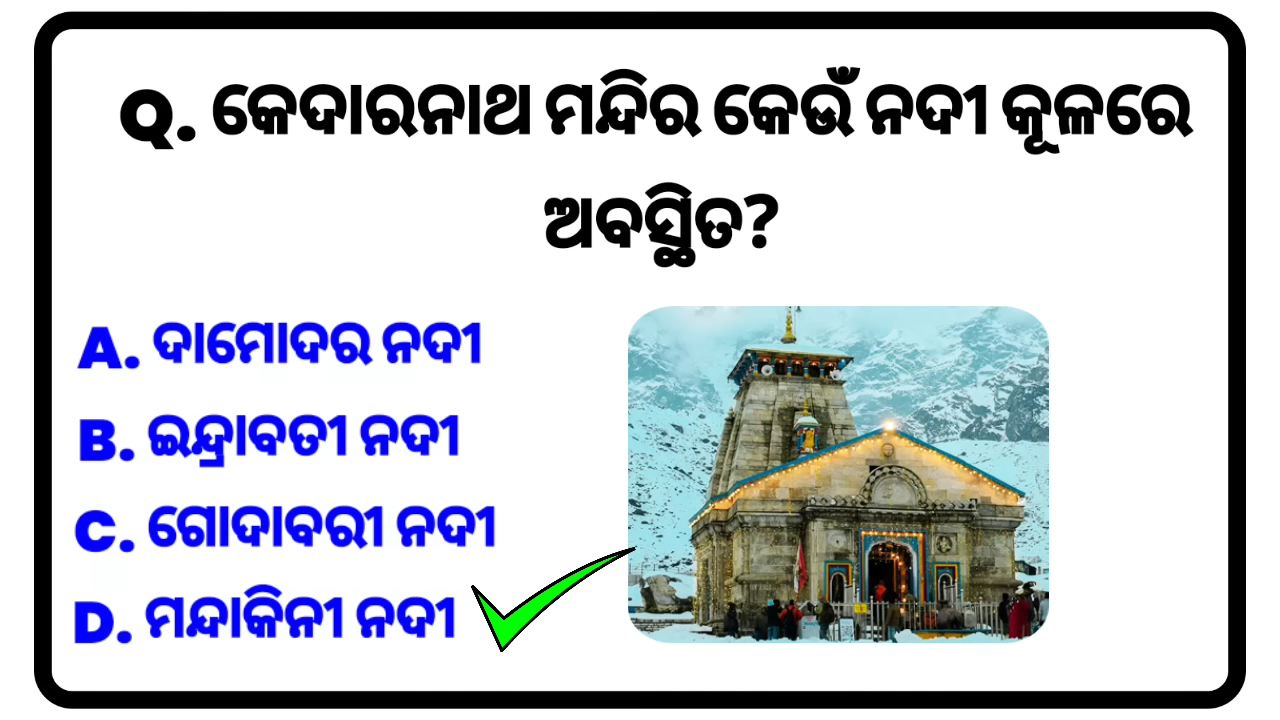 Q. କେଦାରନାଥ ମନ୍ଦିର କେଉଁ ନଦୀ କୂଳରେ
ଅବସ୍ଥିତ?
A. ଦାମୋଦର ନଦୀ
B. ଇନ୍ଦ୍ରାବତୀ ନଦୀ
C. ଗୋଦାବରୀ ନଦୀ
D. ମନ୍ଦାକିନୀ ନଦୀ